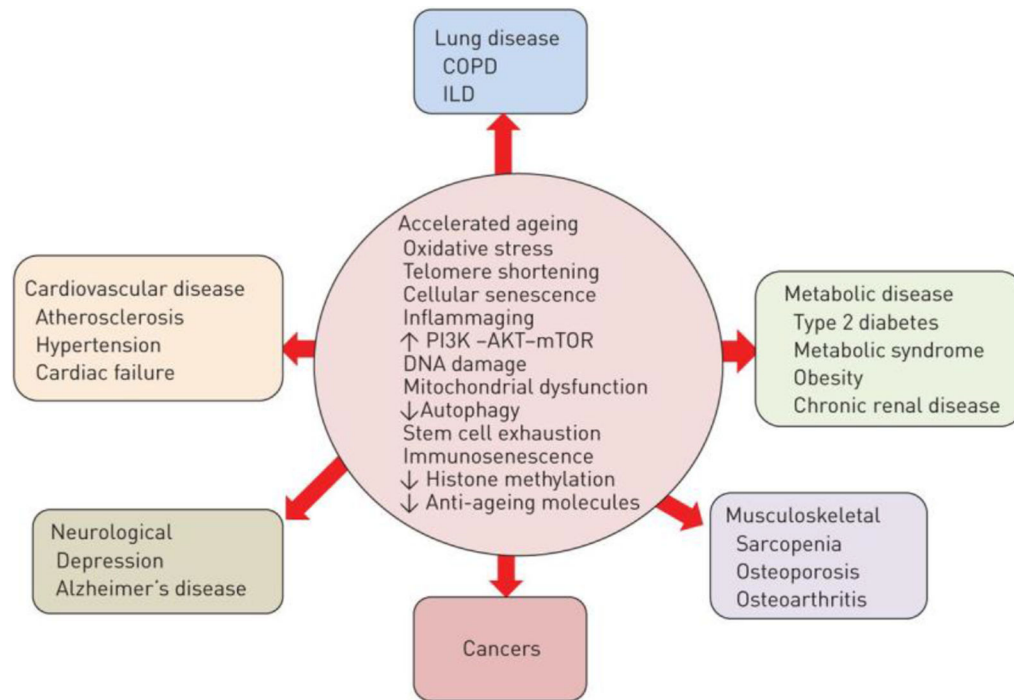 Lung disease
COPD
ILD
Accelerated ageing
Oxidative stress
Telomere shortening
Cellular senescence
Inflammaging
↑ PI3K –AKT–mTOR
DNA damage
Mitochondrial dysfunction
↓Autophagy
Stem cell exhaustion
Immunosenescence
↓ Histone methylation
↓ Anti-ageing molecules
Cardiovascular disease
Atherosclerosis
Hypertension
Cardiac failure
Metabolic disease
Type 2 diabetes
Metabolic syndrome
Obesity
Chronic renal disease
Neurological
Depression
Alzheimer’s disease
Musculoskeletal
Sarcopenia
Osteoporosis
Osteoarthritis
Cancers